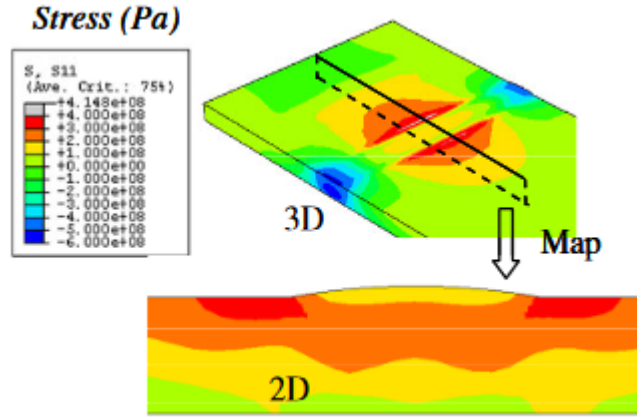 Stress (Pa)
S, S11
(Ave. Crit.: 75%)
+4.148e+08
+4.000e+08
+3.000e+08
+2.000e+08
+1.000e+08
+0.000e+00
-1.000e+08
-2.000e+08
-3.000e+08
-4.000e+08
-5.000e+08
-6.000e+08
3D
Map
2D